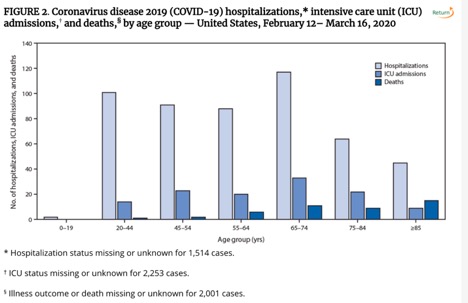 FIGURE 2. Coronavirus disease 2019 (COVID-19) hospitalizations,* intensive care unit (ICU)
admissions,† and deaths,§ by age group — United States, February 12– March 16, 2020
Return
No. of hospitalizations, ICU admissions, and deaths
140
120
100
80
60
40
20
0
Hospitalizations
ICU admissions
Deaths
0–19 20–44 45–54 55–64 65–74 75–84 ≥85
Age group (yrs)
* Hospitalization status missing or unknown for 1,514 cases.
† ICU status missing or unknown for 2,253 cases.
§ Illness outcome or death missing or unknown for 2,001 cases.